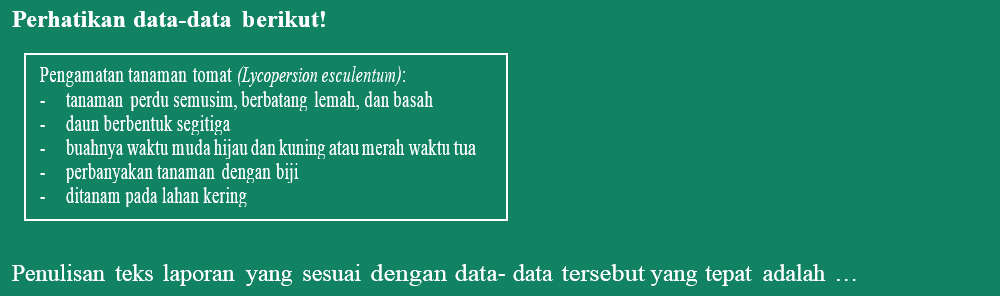 Perhatikan data-data berikut!
Pengamatan tanaman tomat (Lycopersion esculentum):
- tanaman perdu semusim, berbatang lemah, dan basah
- daun berbentuk segitiga
- buahnya waktu muda hijau dan kuning atau merah waktu tua
- perbanyakan tanaman dengan biji
- ditanam pada lahan kering
Penulisan teks laporan yang sesuai dengan data- data tersebut yang tepat adalah …